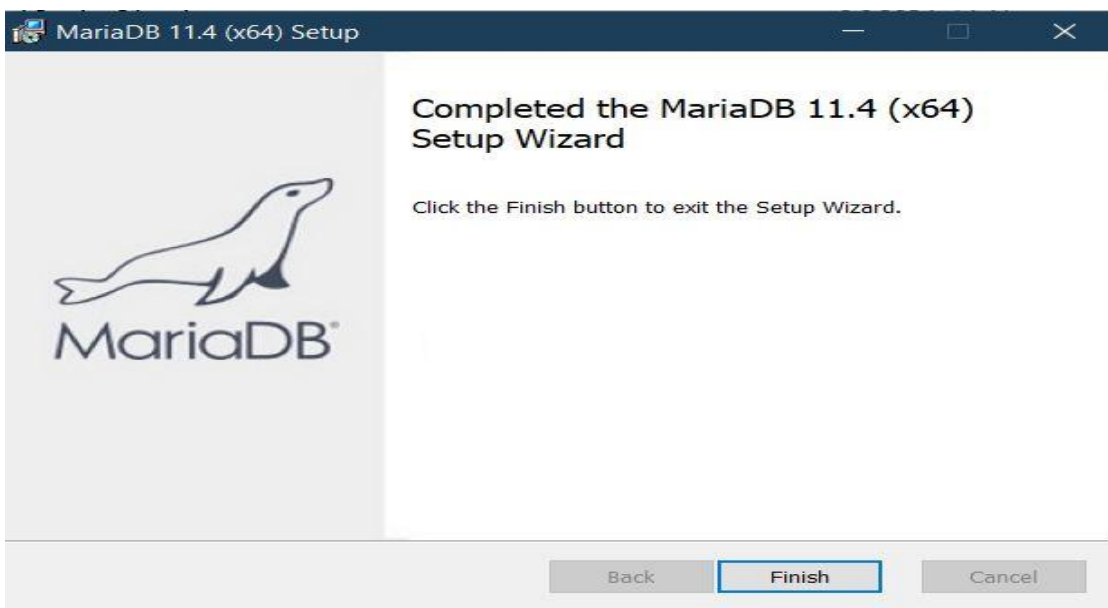 MariaDB 11.4 (x64) Setup
Completed the MariaDB 11.4 (x64)
Setup Wizard
Click the Finish button to exit the Setup Wizard.
MariaDB®
Back Finish Cancel